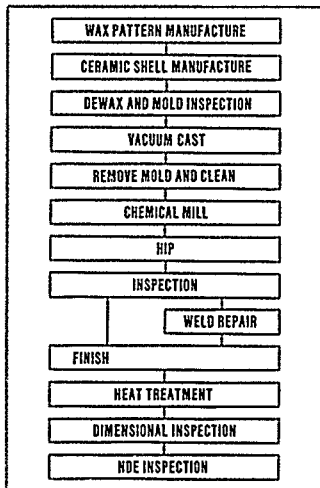 WAX PATTERN MANUFACTURE
CERAMIC SHELL MANUFACTURE
DEWAX AND MOLD INSPECTION
VACUUM CAST
REMOVE MOLD AND CLEAN
CHEMICAL MILL
HIP
INSPECTION
WELD REPAIR
FINISH
HEAT TREATMENT
DIMENSIONAL INSPECTION
NDE INSPECTION